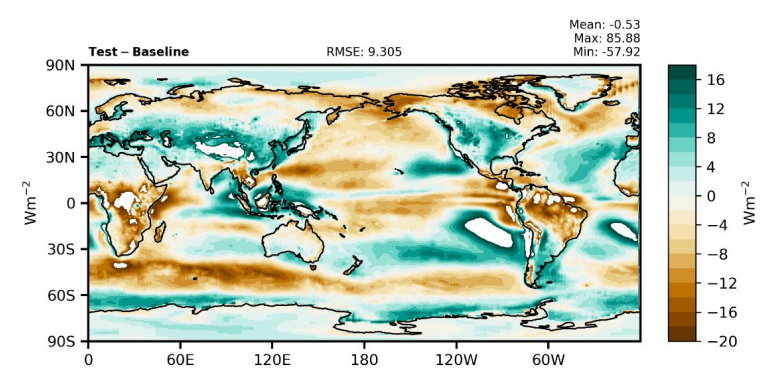 Mean: -0.53
Max: 85.88
Min: -57.92
Test − Baseline RMSE: 9.305
90N
60N
30N
0
30S
60S
90S
Wm−2
0 60E 120E 180 120W 60W
16
12
8
4
0
−4
−8
−12
−16
−20
Wm−2